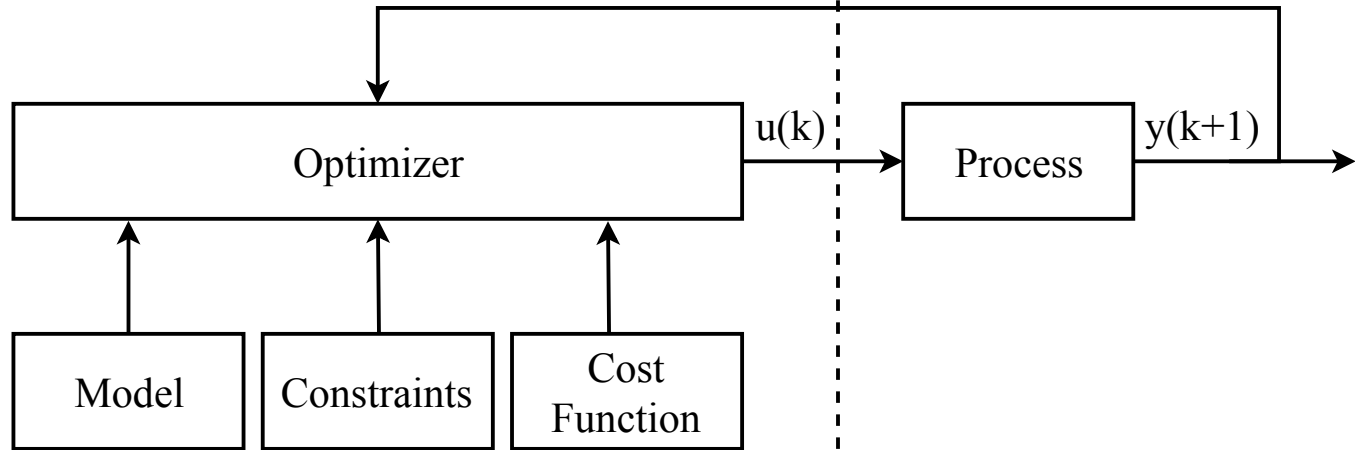 Optimizer
u(k)
Process
y(k+1)
Model
Constraints
Cost
Function